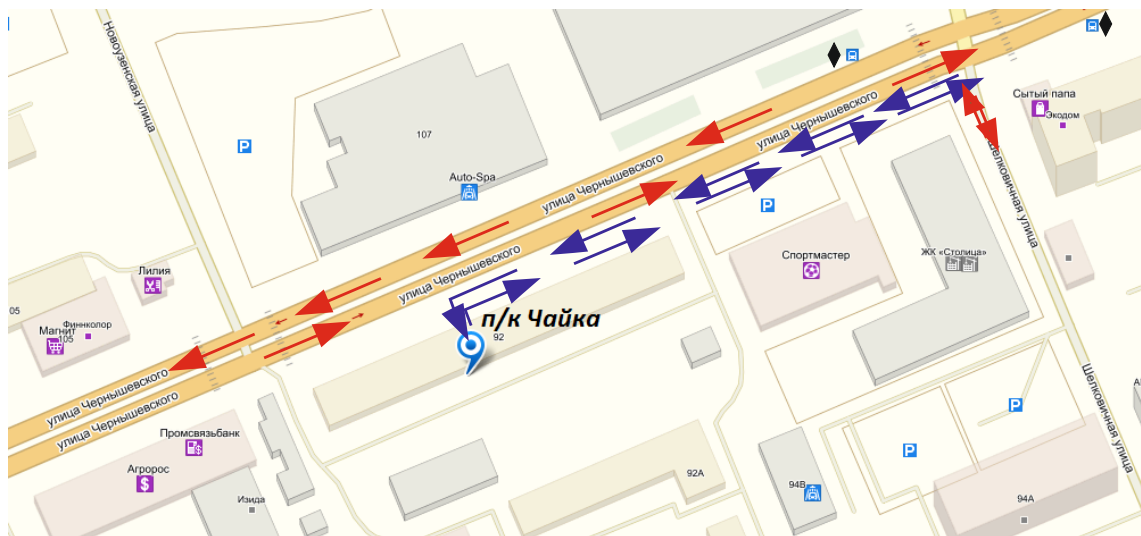 Новоузенская улица
Сытый папа
Экодом
P
107
Auto-Spa
улица Чернышевского
улица Чернышевского
P
Шелковичная улица
Спортмастер
ЖК «Столица»
улица Чернышевского
Лилия
05
Магнит
Финнколор
105
п/к Чайка
92
улица Чернышевского
улица Чернышевского
Шелковичная улица
P
Промсвязьбанк
Агророс
$
Изида
92А
94В
P
94А